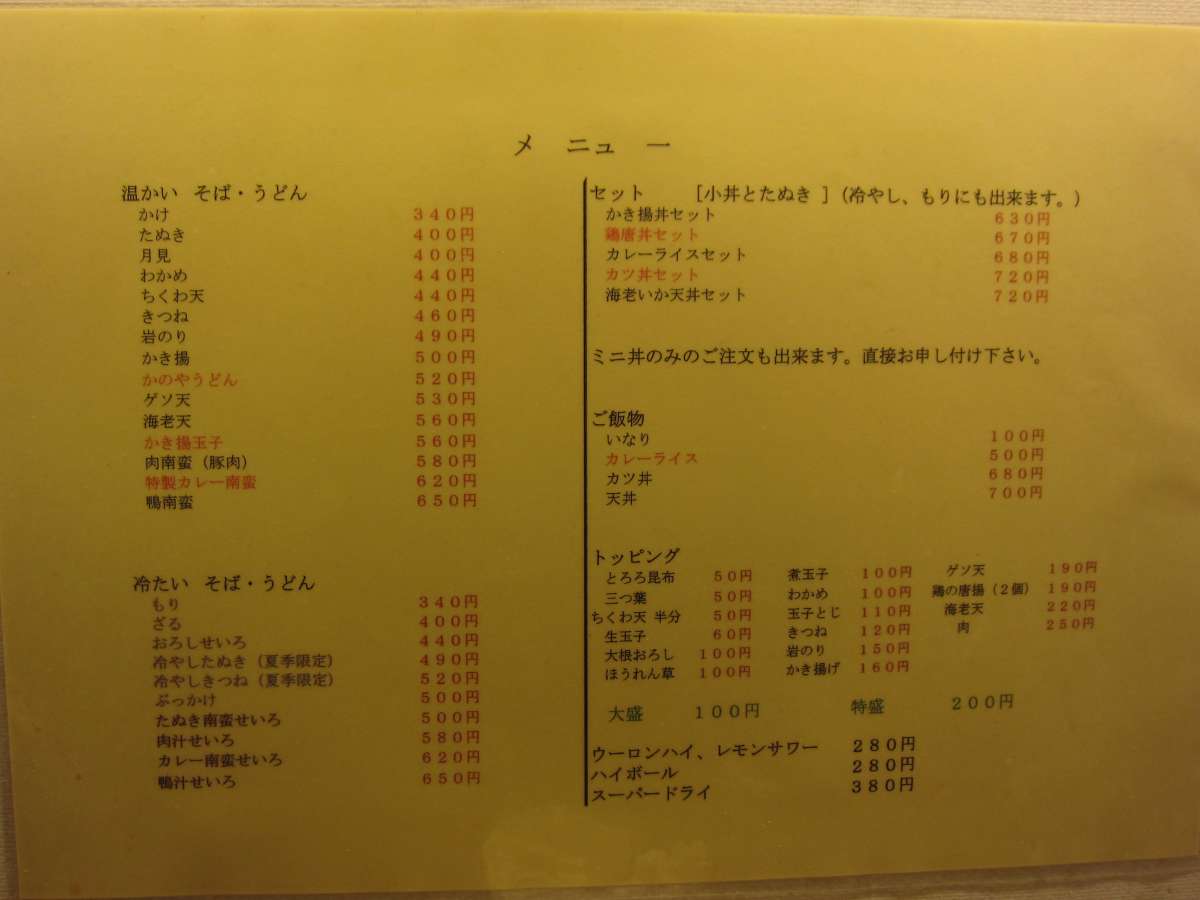 メニュー
温かい そば・うどん
かけ 340円
たぬき 400円
月見 400円
わかめ 440円
ちくわ天 440円
きつね 460円
岩のり 490円
かき揚 500円
かのやうどん 520円
ゲソ天 530円
海老天 560円
かき揚玉子 560円
肉南蛮(豚肉) 580円
特製カレー南蛮 620円
鴨南蛮 650円
冷たい そば・うどん
もり 340円
ざる 400円
おろしせいろ 440円
冷やしたぬき(夏季限定) 490円
冷やしきつね(夏季限定) 520円
ぶっかけ 500円
たぬき南蛮せいろ 500円
肉汁せいろ 580円
カレー南蛮せいろ 620円
鴨汁せいろ 650円
セット [小丼とたぬき ](冷やし、もりにも出来ます。)
かき揚丼セット 630円
鶏唐丼セット 670円
カレーライスセット 680円
カツ丼セット 720円
海老いか天丼セット 720円
ミニ丼のみのご注文も出来ます。直接お申し付け下さい。
ご飯物
いなり 100円
カレーライス 500円
カツ丼 680円
天丼 700円
トッピング
とろろ昆布 50円 煮玉子 100円 ゲソ天 190円
三つ葉 50円 わかめ 100円 鶏の唐揚(2個) 190円
ちくわ天 半分 50円 玉子とじ 110円 海老天 220円
生玉子 60円 きつね 120円 肉 250円
大根おろし 100円 岩のり 150円
ほうれん草 100円 かき揚げ 160円
大盛 100円 特盛 200円
ウーロンハイ、レモンサワー 280円
ハイボール 280円
スーパードライ 380円